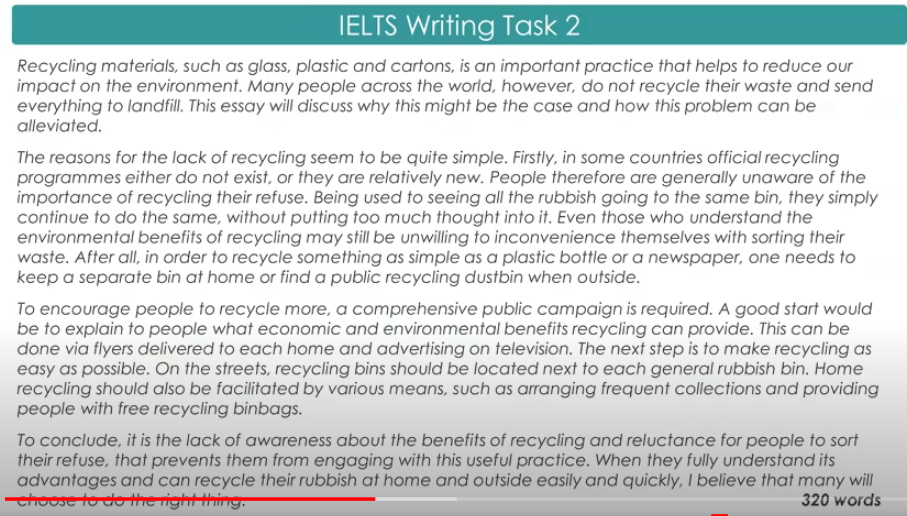 IELTS Writing Task 2
Recycling materials, such as glass, plastic and cartons, is an important practice that helps to reduce our
impact on the environment. Many people across the world, however, do not recycle their waste and send
everything to landfill. This essay will discuss why this might be the case and how this problem can be
alleviated.
The reasons for the lack of recycling seem to be quite simple. Firstly, in some countries official recycling
programmes either do not exist, or they are relatively new. People therefore are generally unaware of the
importance of recycling their refuse. Being used to seeing all the rubbish going to the same bin, they simply
continue to do the same, without putting too much thought into it. Even those who understand the
environmental benefits of recycling may still be unwilling to inconvenience themselves with sorting their
waste. After all, in order to recycle something as simple as a plastic bottle or a newspaper, one needs to
keep a separate bin at home or find a public recycling dustbin when outside.
To encourage people to recycle more, a comprehensive public campaign is required. A good start would
be to explain to people what economic and environmental benefits recycling can provide. This can be
done via flyers delivered to each home and advertising on television. The next step is to make recycling as
easy as possible. On the streets, recycling bins should be located next to each general rubbish bin. Home
recycling should also be facilitated by various means, such as arranging frequent collections and providing
people with free recycling binbags.
To conclude, it is the lack of awareness about the benefits of recycling and reluctance for people to sort
their refuse, that prevents them from engaging with this useful practice. When they fully understand its
advantages and can recycle their rubbish at home and outside easily and quickly, I believe that many will
choose to do the right thing.
320 words